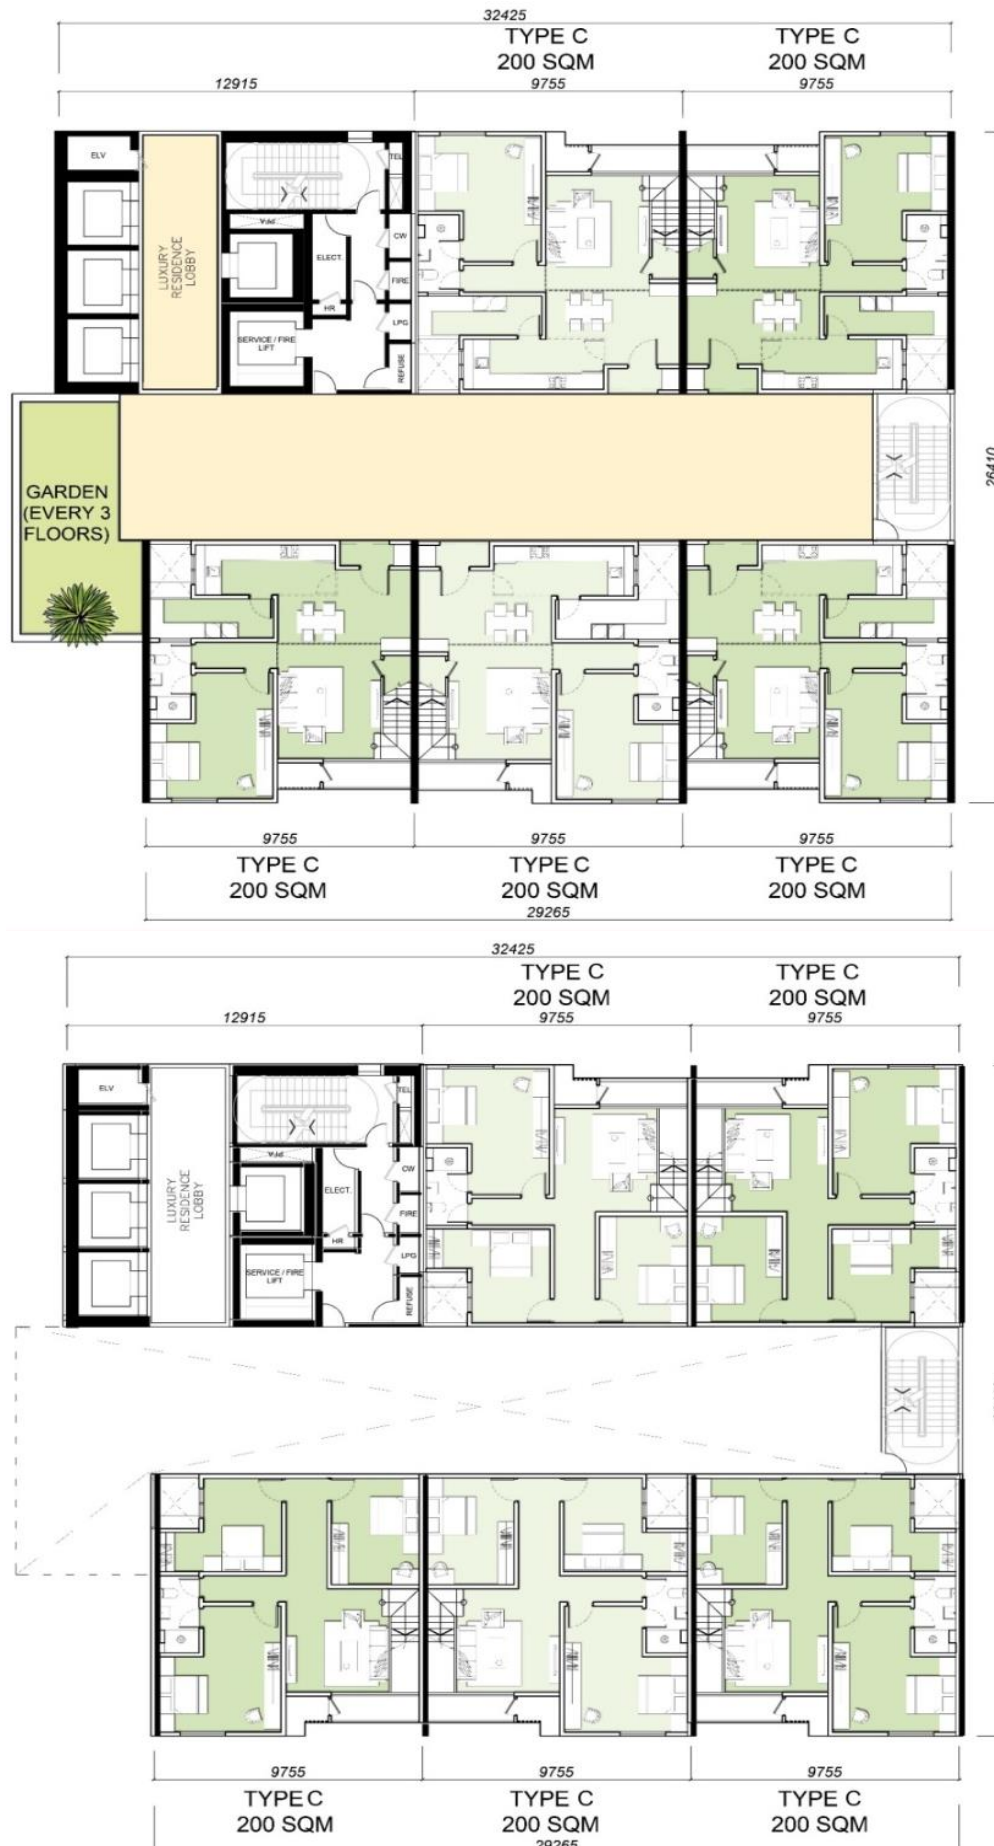 32425
TYPE C
200 SQM
TYPE C
200 SQM
12915
9755
9755
ELV
LUXURY
RESIDENCE
LOBBY
TEL
PRA
CW
ELECT.
FIRE
HR
LPG
SERVICE / FIRE
LIFT
REFUSE
26410
GARDEN
(EVERY 3
FLOORS)
9755
9755
9755
TYPE C
200 SQM
TYPE C
200 SQM
TYPE C
200 SQM
29265
32425
TYPE C
200 SQM
TYPE C
200 SQM
12915
9755
9755
ELV
LUXURY
RESIDENCE
LOBBY
TEL
PRA
CW
ELECT.
FIRE
HR
LPG
SERVICE / FIRE
LIFT
REFUSE
9755
9755
9755
TYPE C
200 SQM
TYPE C
200 SQM
TYPE C
200 SQM
29265